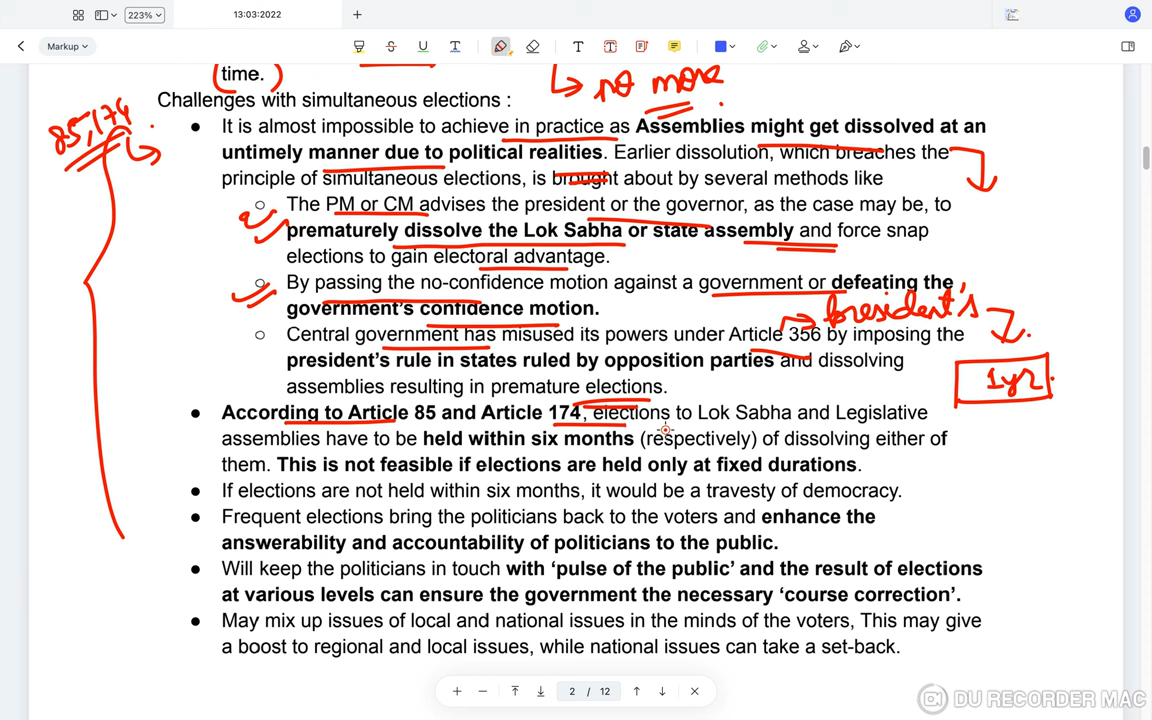 223%
13:03:2022
Markup
time.
no more
Challenges with simultaneous elections :
85,174
● It is almost impossible to achieve in practice as Assemblies might get dissolved at an
untimely manner due to political realities. Earlier dissolution, which breaches the
principle of simultaneous elections, is brought about by several methods like
○ The PM or CM advises the president or the governor, as the case may be, to
prematurely dissolve the Lok Sabha or state assembly and force snap
elections to gain electoral advantage.
○ By passing the no-confidence motion against a government or defeating the
government's confidence motion.
president's
○ Central government has misused its powers under Article 356 by imposing the
president's rule in states ruled by opposition parties and dissolving
assemblies resulting in premature elections.
1yr
● According to Article 85 and Article 174, elections to Lok Sabha and Legislative
assemblies have to be held within six months (respectively) of dissolving either of
them. This is not feasible if elections are held only at fixed durations.
● If elections are not held within six months, it would be a travesty of democracy.
● Frequent elections bring the politicians back to the voters and enhance the
answerability and accountability of politicians to the public.
● Will keep the politicians in touch with ‘pulse of the public’ and the result of elections
at various levels can ensure the government the necessary ‘course correction’.
● May mix up issues of local and national issues in the minds of the voters, This may give
a boost to regional and local issues, while national issues can take a set-back.
2 / 12
DU RECORDER MAC